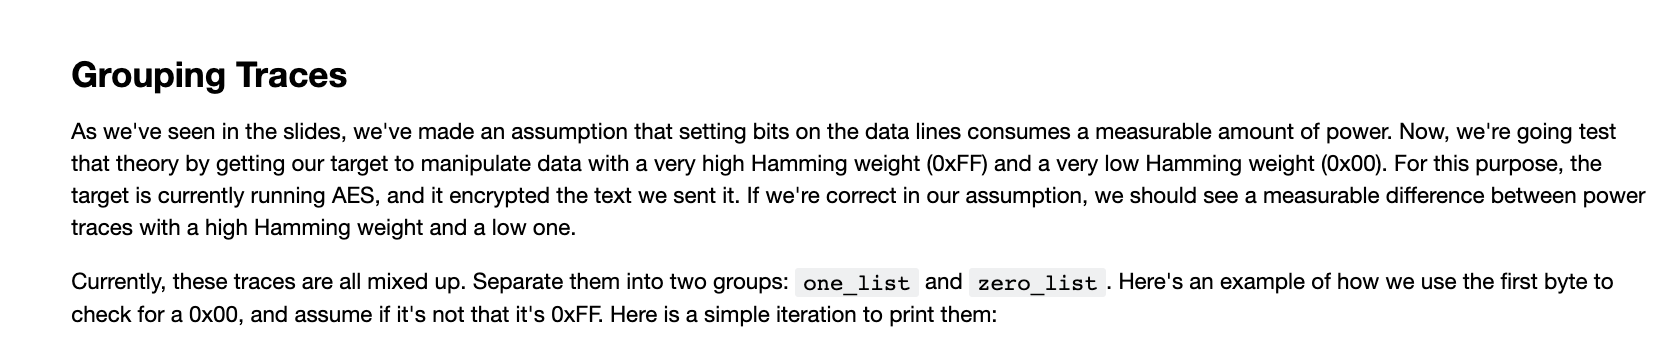 Grouping Traces
As we've seen in the slides, we've made an assumption that setting bits on the data lines consumes a measurable amount of power. Now, we're going test
that theory by getting our target to manipulate data with a very high Hamming weight (0xFF) and a very low Hamming weight (0x00). For this purpose, the
target is currently running AES, and it encrypted the text we sent it. If we're correct in our assumption, we should see a measurable difference between power
traces with a high Hamming weight and a low one.
Currently, these traces are all mixed up. Separate them into two groups: one_list and zero_list. Here's an example of how we use the first byte to
check for a 0x00, and assume if it's not that it's 0xFF. Here is a simple iteration to print them: